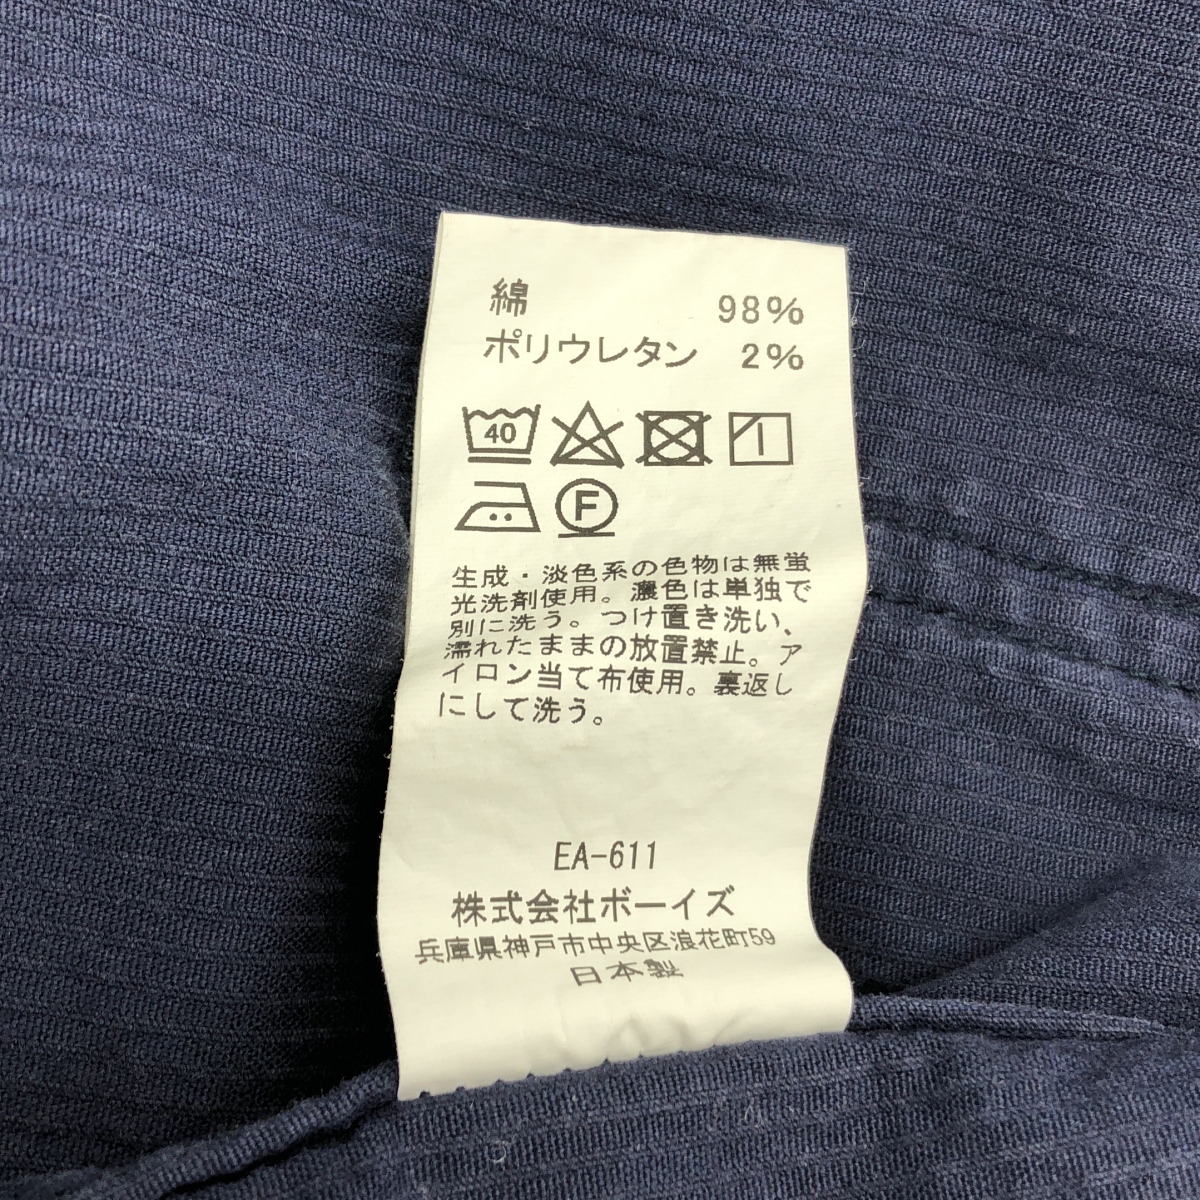 綿 98%
ポリウレタン 2%
40
F
生成・淡色系の色物は無蛍
光洗剤使用。濃色は単独で
別に洗う。つけ置き洗い、
濡れたままの放置禁止。ア
イロン当て布使用。裏返し
にして洗う。
EA-611
株式会社ボーイズ
兵庫県神戸市中央区浪花町59
日本製